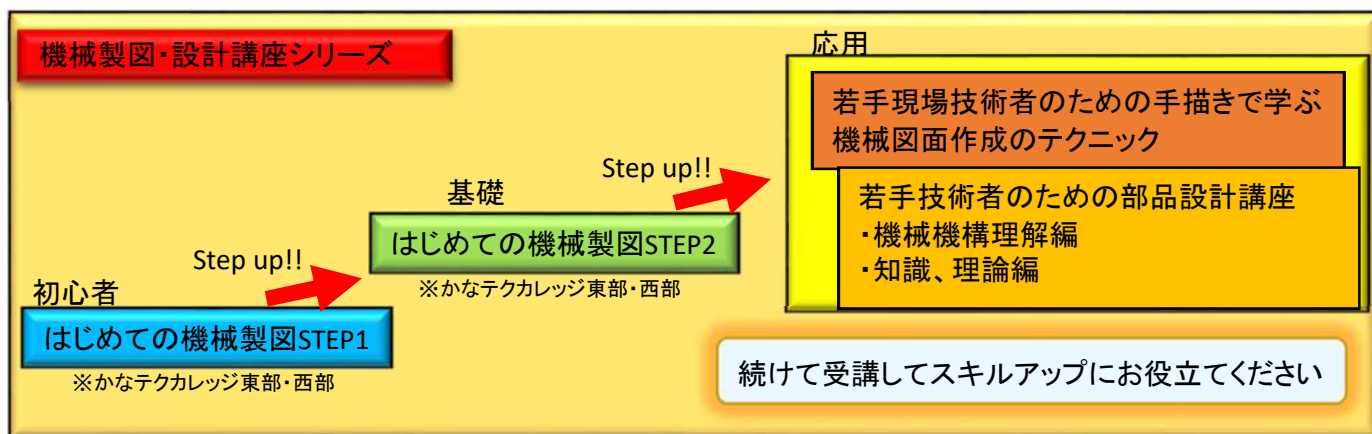 機械製図・設計講座シリーズ
初心者
はじめての機械製図STEP1
※かなテクカレッジ東部・西部
Step up!!
基礎
はじめての機械製図STEP2
※かなテクカレッジ東部・西部
Step up!!
応用
若手現場技術者のための手描きで学ぶ
機械図面作成のテクニック
若手技術者のための部品設計講座
・機械機構理解編
・知識、理論編
続けて受講してスキルアップにお役立てください